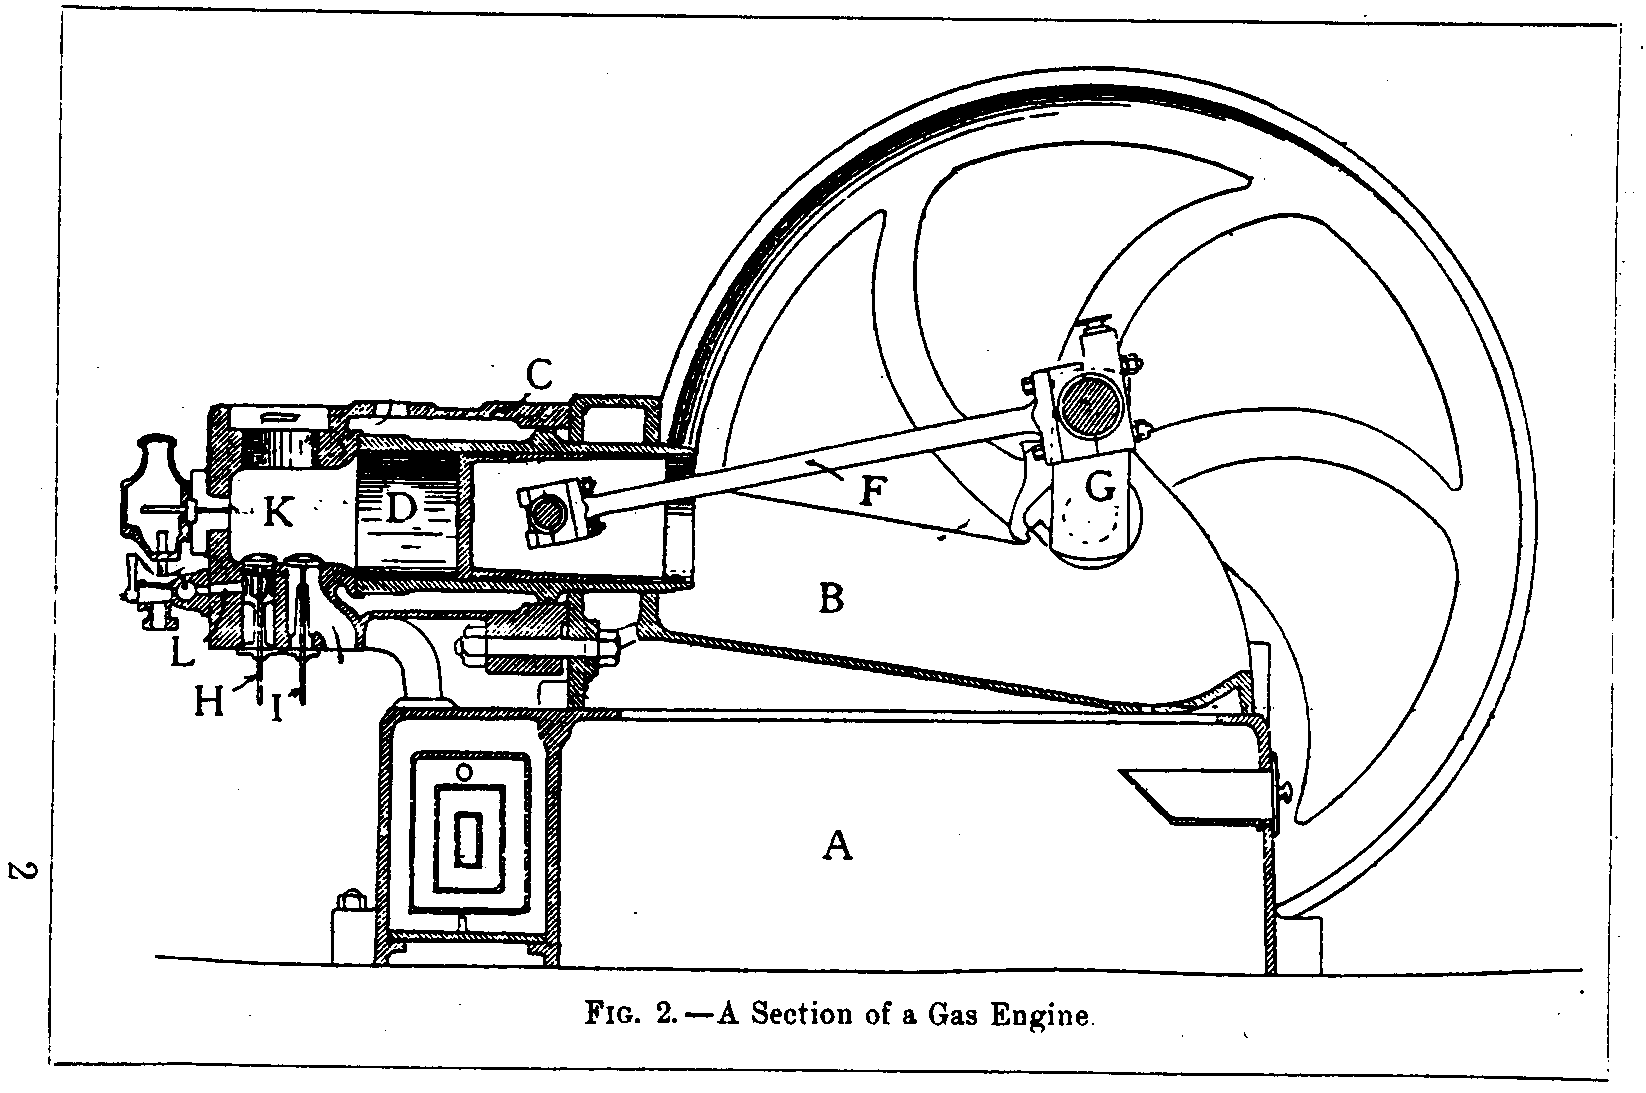 C
K
D
F
G
B
L
H
I
A
2
FIG. 2.—A Section of a Gas Engine.